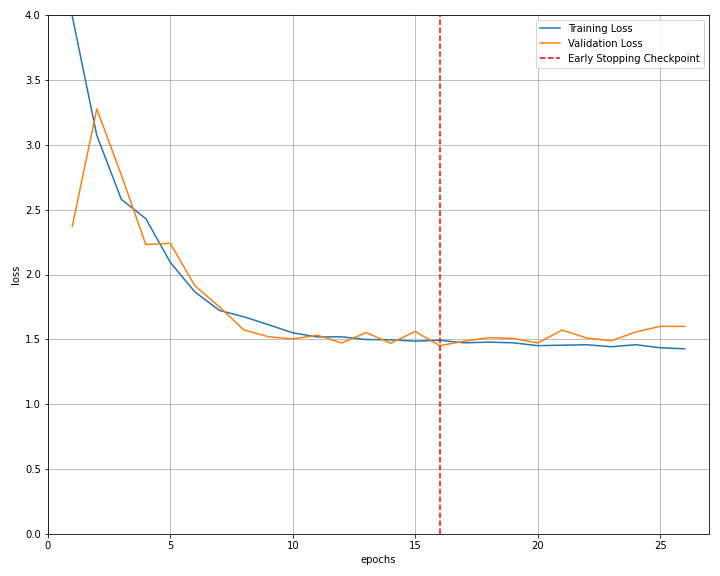 4.0
3.5
3.0
2.5
2.0
1.5
1.0
0.5
0.0
loss
Training Loss
Validation Loss
Early Stopping Checkpoint
0 5 10 15 20 25
epochs